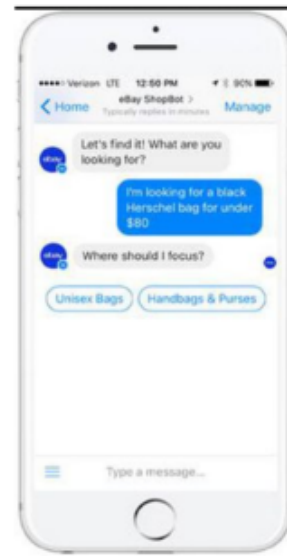 Verizon LTE 12:50 PM 90%
Home eBay ShopBot > Manage
Typically replies in minutes
Let's find it! What are you
looking for?
I'm looking for a black
Herschel bag for under
$80
Where should I focus?
Unisex Bags Handbags & Purses
Type a message...